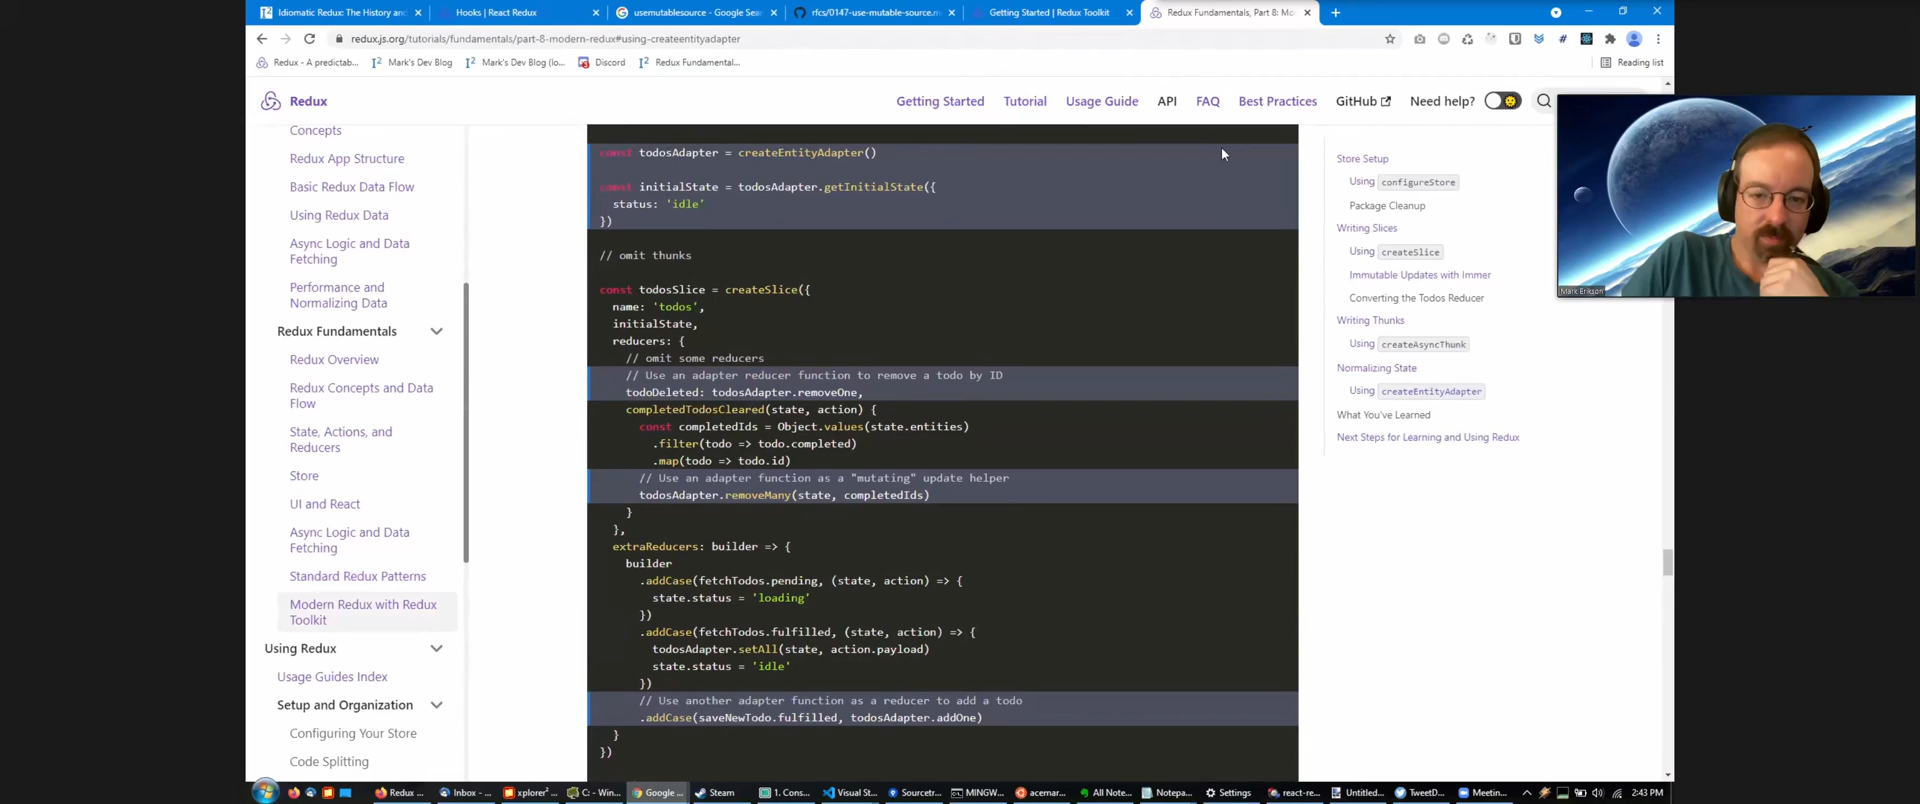 Idiomatic Redux: The History an
Hooks | React Redux
usemutablesource - Google Sea
rfcs/0147-use-mutable-source.m
Getting Started | Redux Toolkit
Redux Fundamentals, Part 8: Mo
redux.js.org/tutorials/fundamentals/part-8-modern-redux#using-createentityadapter
Redux - A predictab...
Mark's Dev Blog
Mark's Dev Blog (lo...
Discord
Redux Fundamental...
Reading list
Redux
Getting Started
Tutorial
Usage Guide
API
FAQ
Best Practices
GitHub
Need help?
Concepts
Redux App Structure
Basic Redux Data Flow
Using Redux Data
Async Logic and Data
Fetching
Performance and
Normalizing Data
Redux Fundamentals
Redux Overview
Redux Concepts and Data
Flow
State, Actions, and
Reducers
Store
UI and React
Async Logic and Data
Fetching
Standard Redux Patterns
Modern Redux with Redux
Toolkit
Using Redux
Usage Guides Index
Setup and Organization
Configuring Your Store
Code Splitting
const todosAdapter = createEntityAdapter()
const initialState = todosAdapter.getInitialState({
status: 'idle'
})
// omit thunks
const todosSlice = createSlice({
name: 'todos',
initialState,
reducers: {
// omit some reducers
// Use an adapter reducer function to remove a todo by ID
todoDeleted: todosAdapter.removeOne,
completedTodosCleared(state, action) {
const completedIds = Object.values(state.entities)
.filter(todo => todo.completed)
.map(todo => todo.id)
// Use an adapter function as a "mutating" update helper
todosAdapter.removeMany(state, completedIds)
}
},
extraReducers: builder => {
builder
.addCase(fetchTodos.pending, (state, action) => {
state.status = 'loading'
})
.addCase(fetchTodos.fulfilled, (state, action) => {
todosAdapter.setAll(state, action.payload)
state.status = 'idle'
})
// Use another adapter function as a reducer to add a todo
.addCase(saveNewTodo.fulfilled, todosAdapter.addOne)
}
})
Store Setup
Using configureStore
Package Cleanup
Writing Slices
Using createSlice
Immutable Updates with Immer
Converting the Todos Reducer
Writing Thunks
Using createAsyncThunk
Normalizing State
Using createEntityAdapter
What You've Learned
Next Steps for Learning and Using Redux
Mark Erikson
Redux ...
Inbox - ...
xplorer² ...
C: - Win...
Google ...
Steam
1. Cons...
Visual St...
Sourcetr...
MINGW...
acemar...
All Note...
Notepa...
Settings
react-re...
Untitled...
TweetD...
Meetin...
2:43 PM